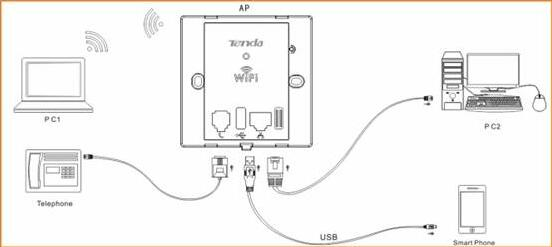 AP
Tenda
WiFi
PC1
PC2
Telephone
USB
Smart Phone